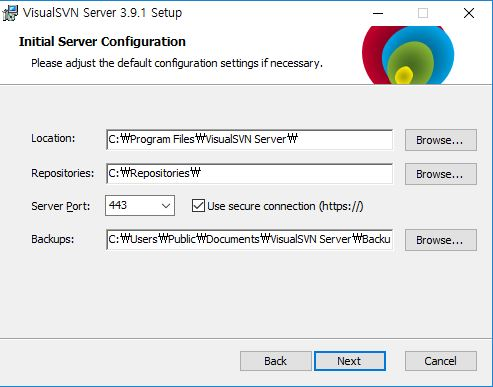 VisualSVN Server 3.9.1 Setup
Initial Server Configuration
Please adjust the default configuration settings if necessary.
Location: C:₩Program Files₩VisualSVN Server₩ Browse...
Repositories: C:₩Repositories₩ Browse...
Server Port: 443 Use secure connection (https://)
Backups: C:₩Users₩Public₩Documents₩VisualSVN Server₩Backu Browse...
Back Next Cancel